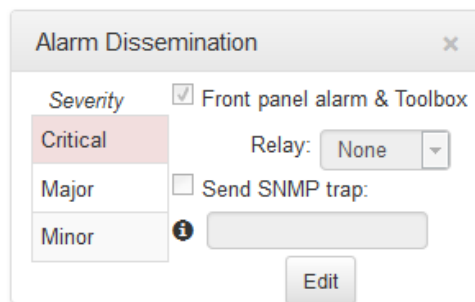 Alarm Dissemination ×
Severity
Front panel alarm & Toolbox
Critical
Relay: None
Major
Send SNMP trap:
Minor
Edit